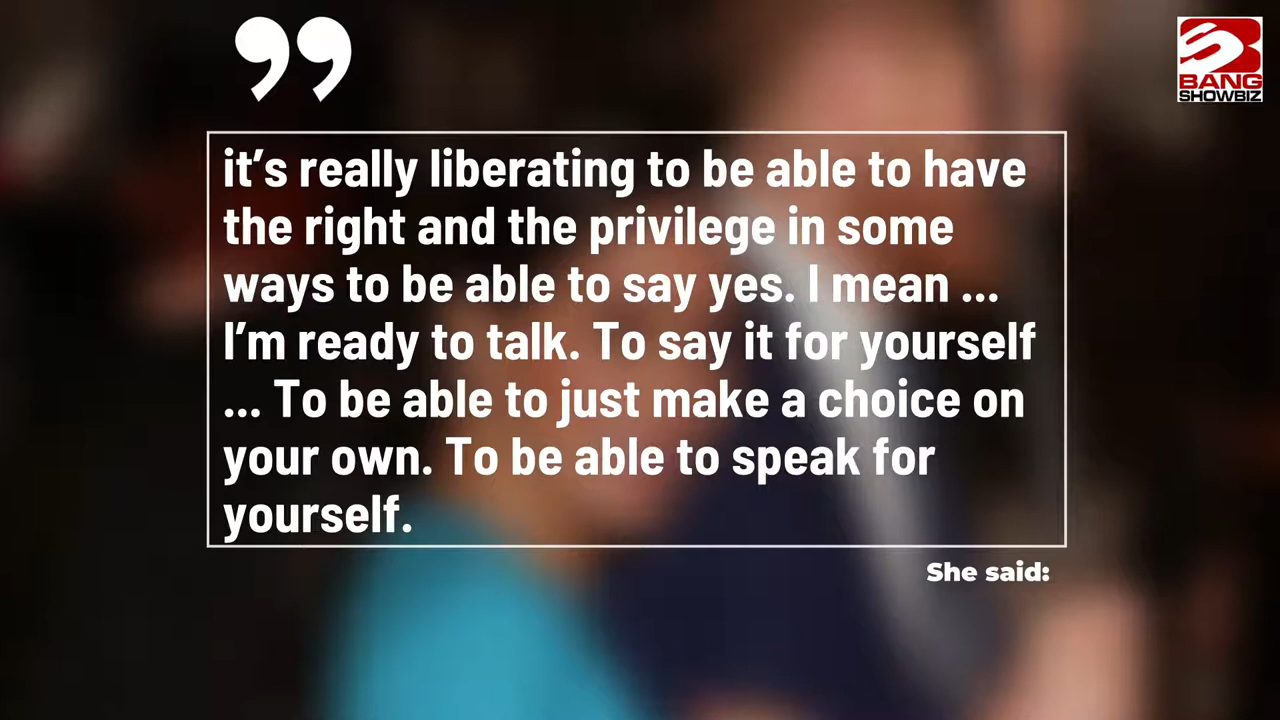 ”
BANG
SHOWBIZ
it’s really liberating to be able to have
the right and the privilege in some
ways to be able to say yes. I mean ...
I’m ready to talk. To say it for yourself
... To be able to just make a choice on
your own. To be able to speak for
yourself.
She said: